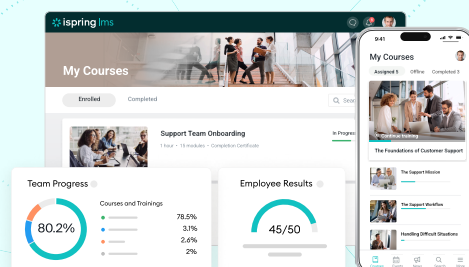 ispring lms
My Courses
Enrolled
Completed
Support Team Onboarding
1 hour • 15 modules • Completion Certificate
In Progress
Team Progress
80.2%
Courses and Trainings
78.5%
3.1%
2.6%
2%
Employee Results
45/50
9:41
My Courses
Assigned 5
Offline
Completed 3
Continue training
The Foundations of Customer Support
The Support Mission
The Support Workflow
Handling Difficult Situations
Courses